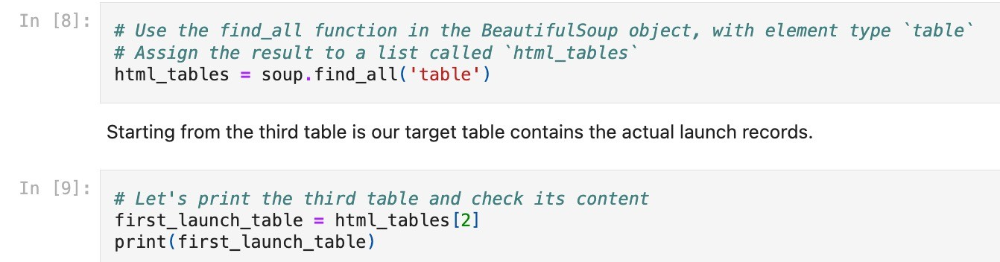 In [8]:
# Use the find_all function in the BeautifulSoup object, with element type `table`
# Assign the result to a list called `html_tables`
html_tables = soup.find_all('table')
Starting from the third table is our target table contains the actual launch records.
In [9]:
# Let's print the third table and check its content
first_launch_table = html_tables[2]
print(first_launch_table)